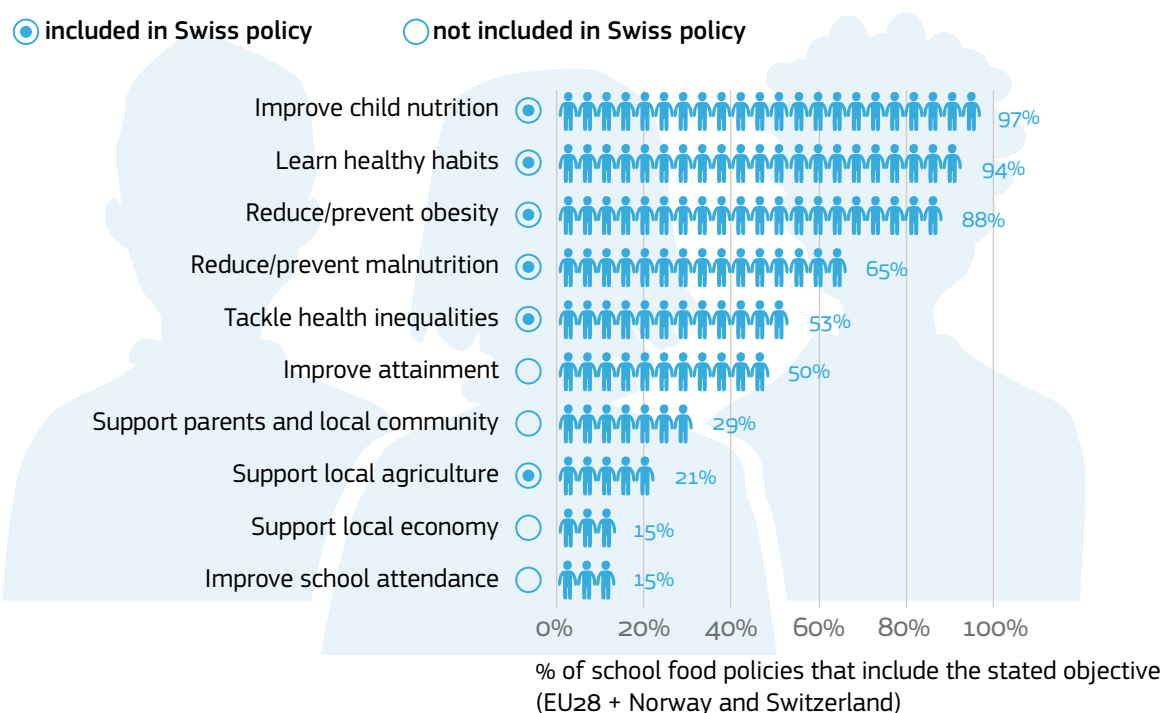 included in Swiss policy
not included in Swiss policy
Improve child nutrition 97%
Learn healthy habits 94%
Reduce/prevent obesity 88%
Reduce/prevent malnutrition 65%
Tackle health inequalities 53%
Improve attainment 50%
Support parents and local community 29%
Support local agriculture 21%
Support local economy 15%
Improve school attendance 15%
0% 20% 40% 60% 80% 100%
% of school food policies that include the stated objective
(EU28 + Norway and Switzerland)